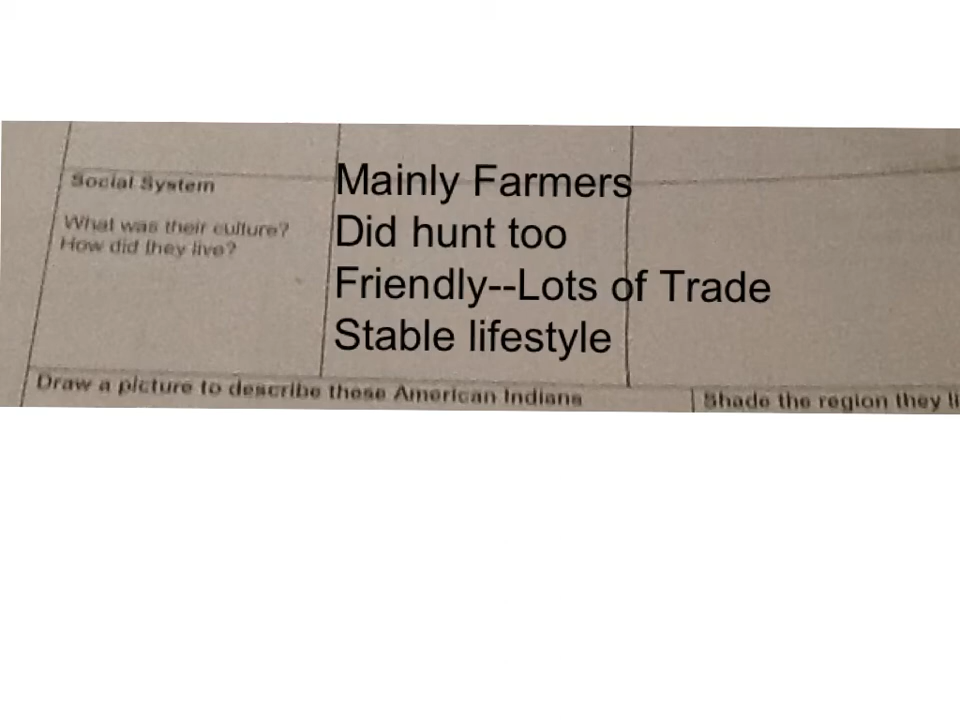 Social System
What was their culture?
How did they live?
Mainly Farmers
Did hunt too
Friendly--Lots of Trade
Stable lifestyle
Draw a picture to describe these American Indians
Shade the region they li